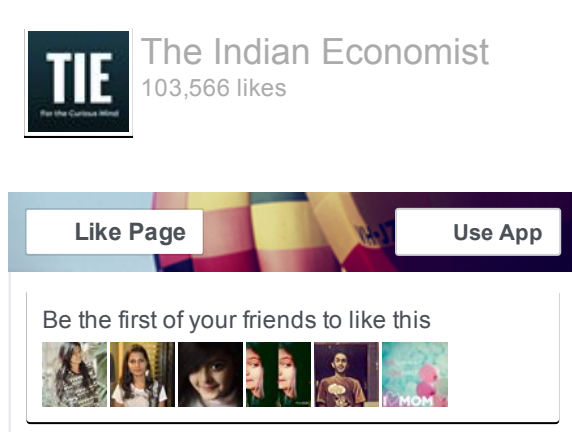 TIE
For the Curious Mind
The Indian Economist
103,566 likes
Like Page
Use App
Be the first of your friends to like this
I MOM